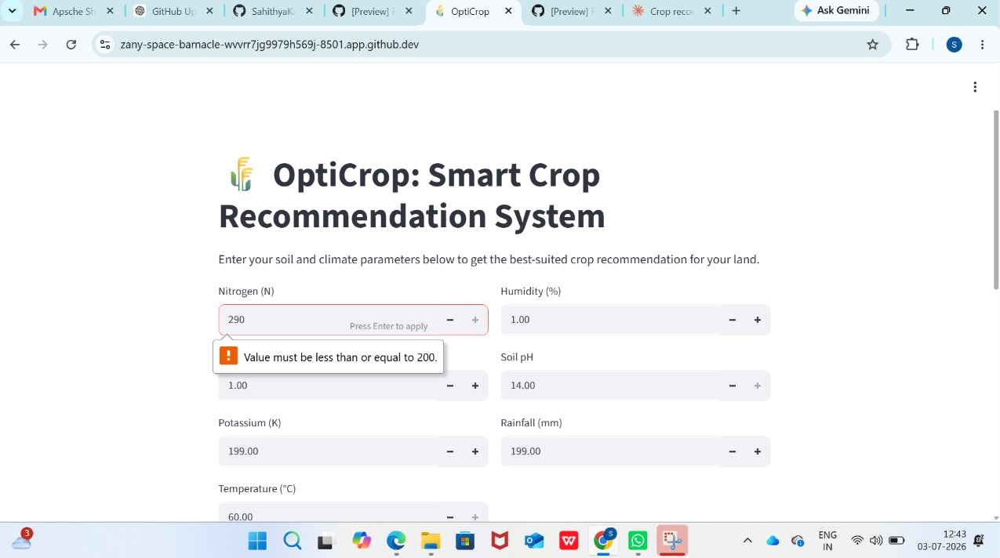 Apsche Sh
GitHub Up
SahithyaKa
[Preview] R
OptiCrop
[Preview] R
Crop recor
Ask Gemini
zany-space-barnacle-wvvrr7jg9979h569j-8501.app.github.dev
S
OptiCrop: Smart Crop
Recommendation System
Enter your soil and climate parameters below to get the best-suited crop recommendation for your land.
Nitrogen (N)
Humidity (%)
290
Press Enter to apply
1.00
Value must be less than or equal to 200.
Soil pH
1.00
14.00
Potassium (K)
Rainfall (mm)
199.00
199.00
Temperature (°C)
60.00
3
S
ENG
IN
12:43
03-07-2026